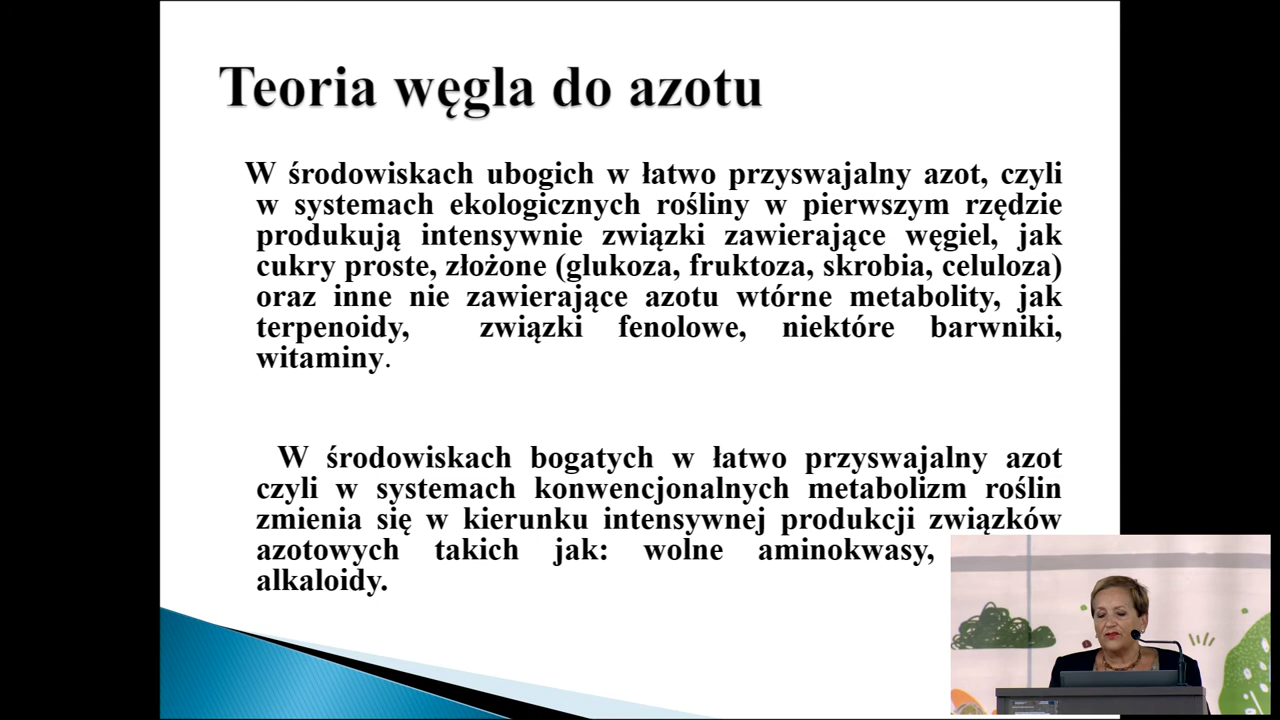 Teoria węgla do azotu
W środowiskach ubogich w łatwo przyswajalny azot, czyli
w systemach ekologicznych rośliny w pierwszym rzędzie
produkują intensywnie związki zawierające węgiel, jak
cukry proste, złożone (glukoza, fruktoza, skrobia, celuloza)
oraz inne nie zawierające azotu wtórne metabolity, jak
terpenoidy, związki fenolowe, niektóre barwniki,
witaminy.
W środowiskach bogatych w łatwo przyswajalny azot
czyli w systemach konwencjonalnych metabolizm roślin
zmienia się w kierunku intensywnej produkcji związków
azotowych takich jak: wolne aminokwasy,
alkaloidy.